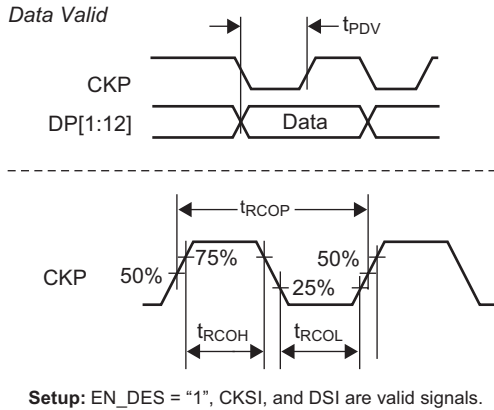 Data Valid
tPDV
CKP
DP[1:12] Data
tRCOP
75% 50%
CKP 50% 25%
tRCOH tRCOL
Setup: EN_DES = “1”, CKSI, and DSI are valid signals.